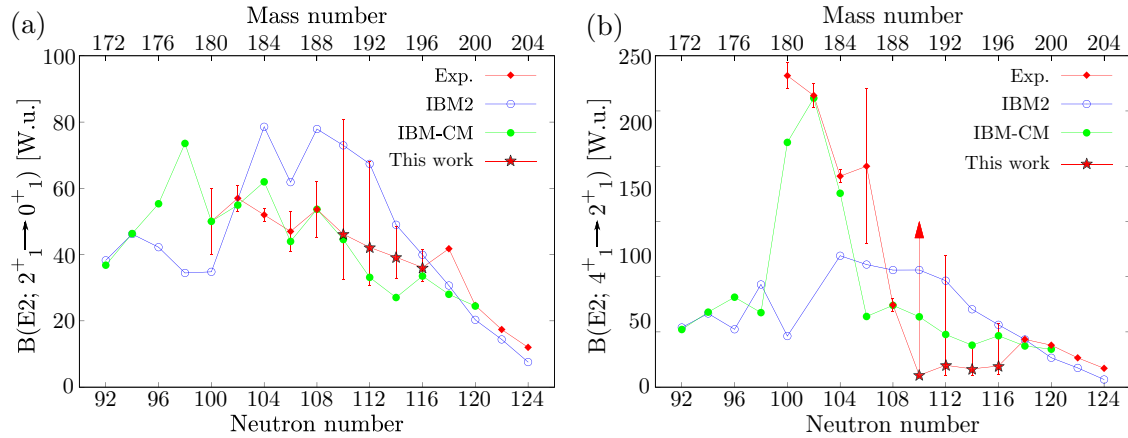 (a)
Mass number
172 176 180 184 188 192 196 200 204
B(E2; 2⁺₁→0⁺₁) [W.u.]
100
80
60
40
20
0
Exp.
IBM2
IBM-CM
This work
92 96 100 104 108 112 116 120 124
Neutron number
(b)
Mass number
172 176 180 184 188 192 196 200 204
B(E2; 4⁺₁→2⁺₁) [W.u.]
250
200
150
100
50
0
Exp.
IBM2
IBM-CM
This work
92 96 100 104 108 112 116 120 124
Neutron number